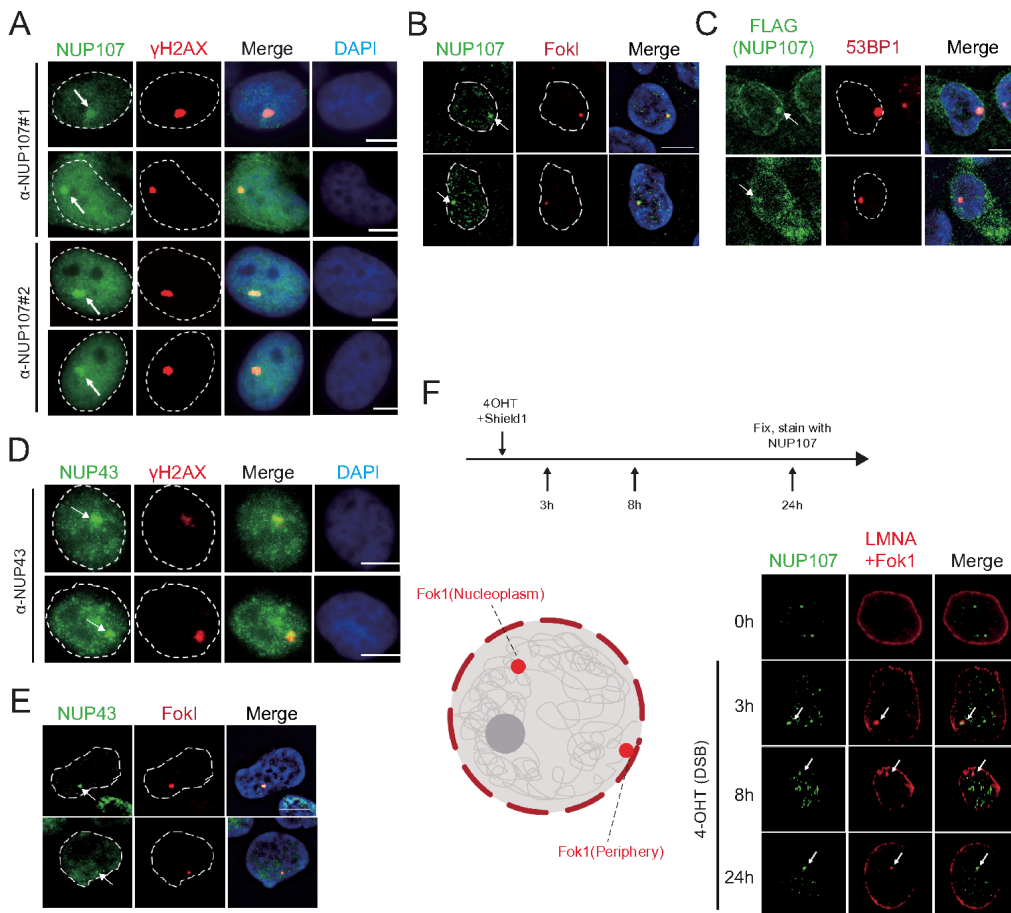 A
NUP107 γH2AX Merge DAPI
α-NUP107#1
α-NUP107#2
B
NUP107 FokI Merge
C
FLAG
(NUP107) 53BP1 Merge
D
NUP43 γH2AX Merge DAPI
α-NUP43
E
NUP43 FokI Merge
F
4OHT
+Shield1
Fix, stain with
NUP107
3h 8h 24h
Fok1(Nucleoplasm)
Fok1(Periphery)
LMNA
NUP107 +Fok1 Merge
0h
3h
8h
24h
4-OHT (DSB)